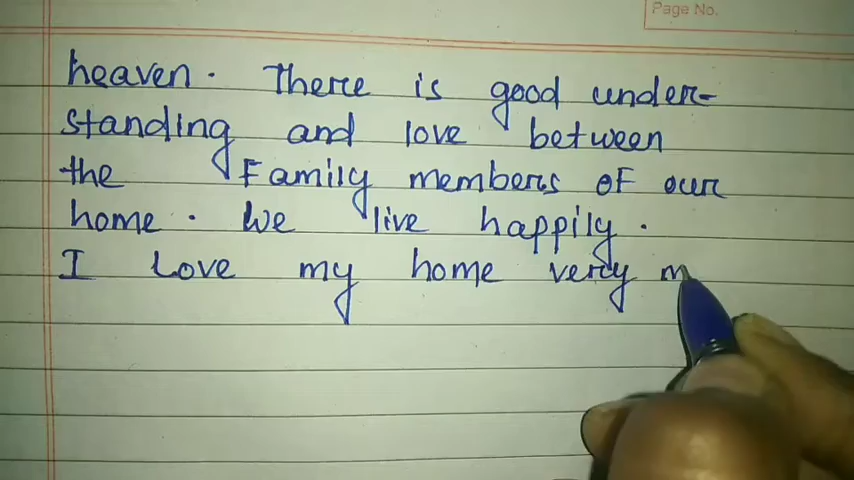 Page No.
heaven. There is good under-
standing and love between
the Family members of our
home. We live happily.
I Love my home very m